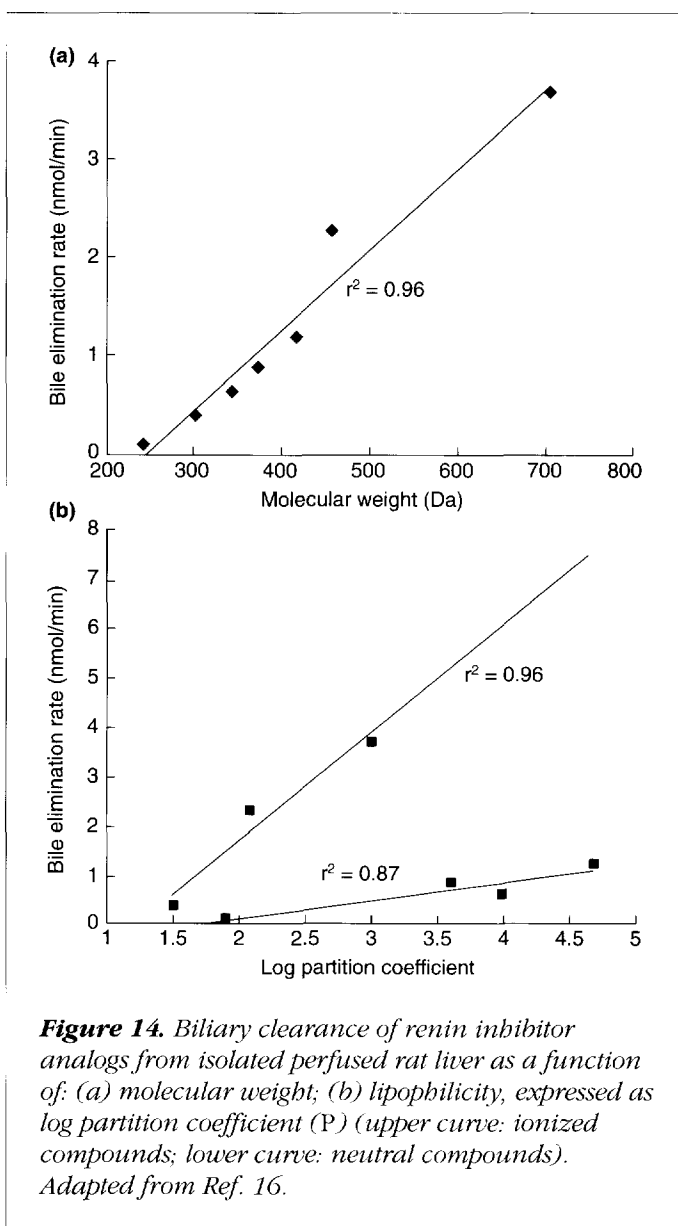 (a)
4
3
2
1
0
Bile elimination rate (nmol/min)
r² = 0.96
200 300 400 500 600 700 800
Molecular weight (Da)
(b)
8
7
6
5
4
3
2
1
0
Bile elimination rate (nmol/min)
r² = 0.96
r² = 0.87
1 1.5 2 2.5 3 3.5 4 4.5 5
Log partition coefficient
Figure 14. Biliary clearance of renin inhibitor
analogs from isolated perfused rat liver as a function
of: (a) molecular weight; (b) lipophilicity, expressed as
log partition coefficient (P) (upper curve: ionized
compounds; lower curve: neutral compounds).
Adapted from Ref. 16.